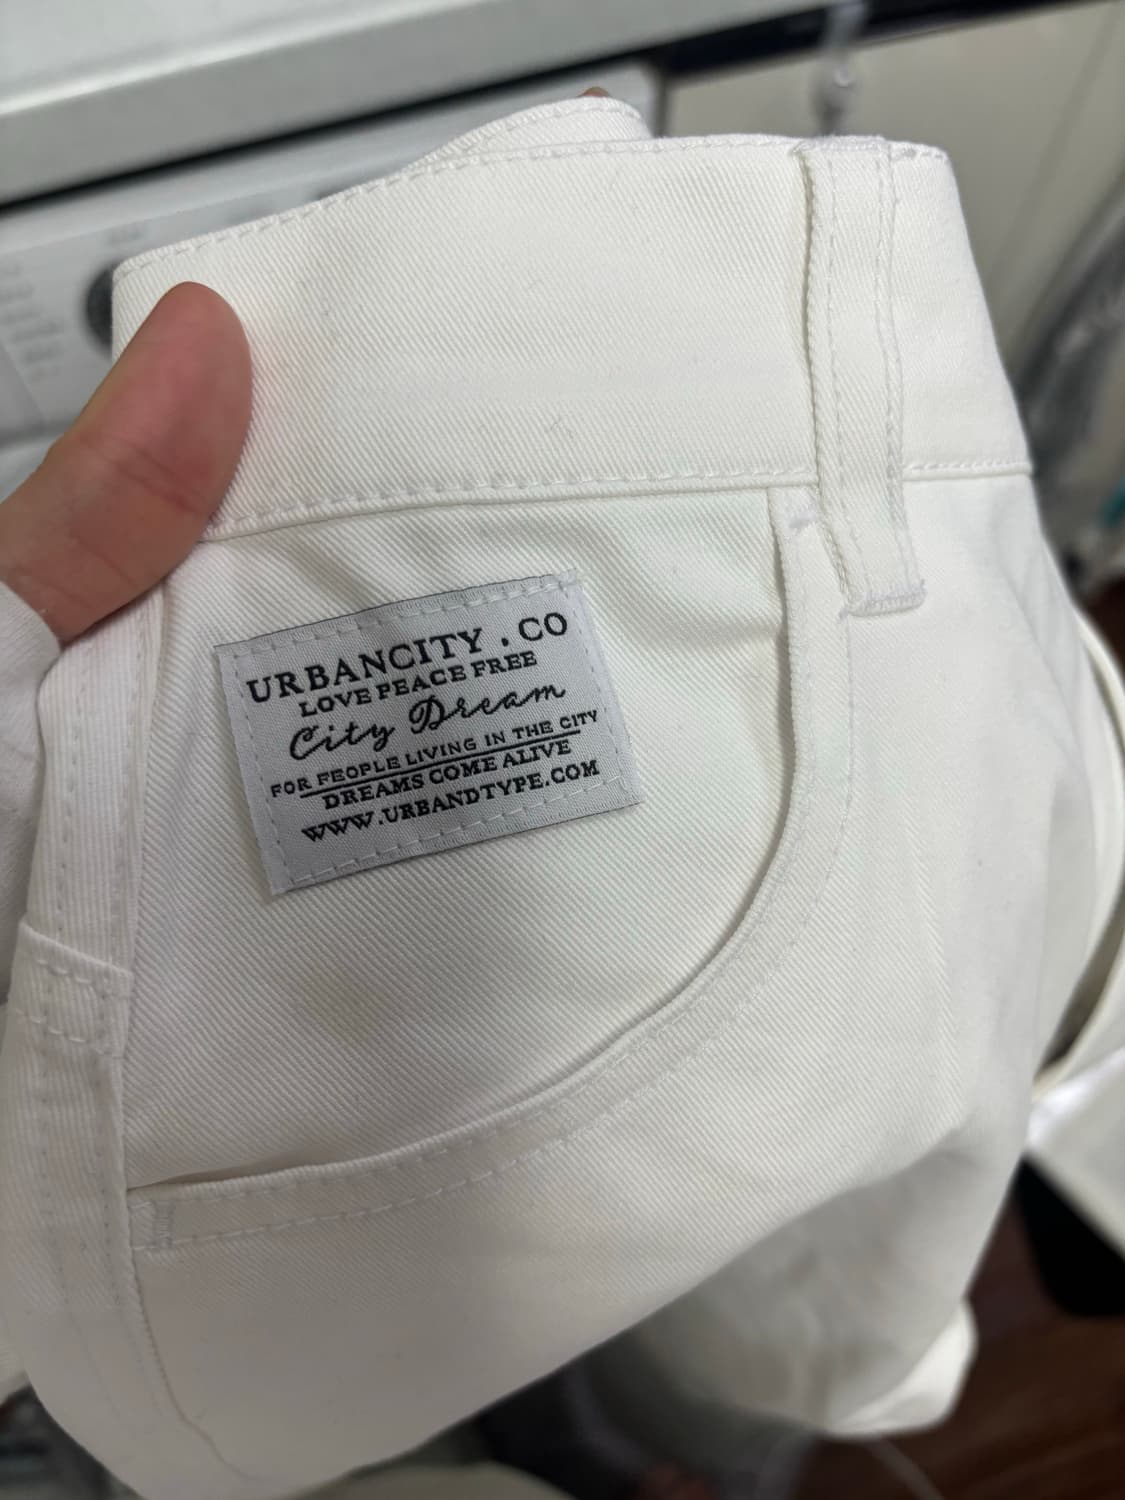 URBANCITY . CO
LOVE PEACE FREE
City Dream
FOR PEOPLE LIVING IN THE CITY
DREAMS COME ALIVE
WWW.URBANDTYPE.COM